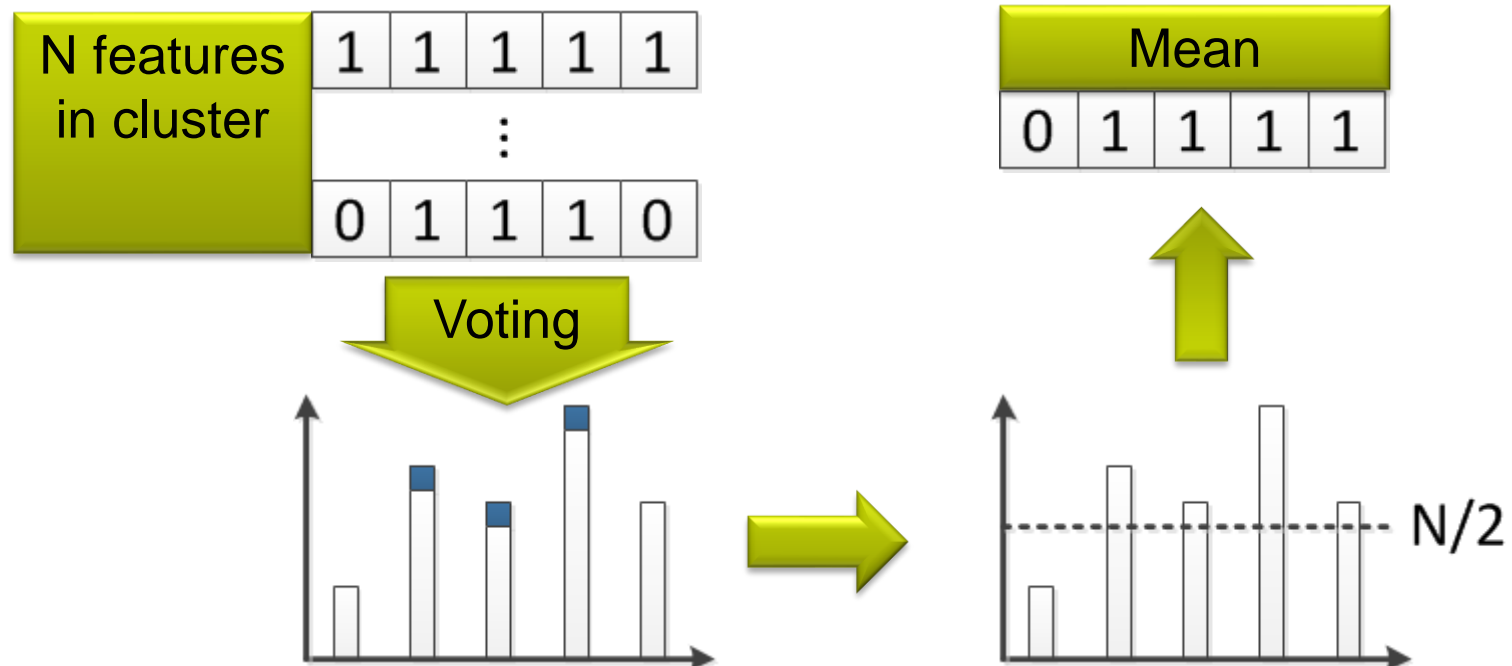 N features
in cluster
1 1 1 1 1
⋮
0 1 1 1 0
Voting
Mean
0 1 1 1 1
N/2